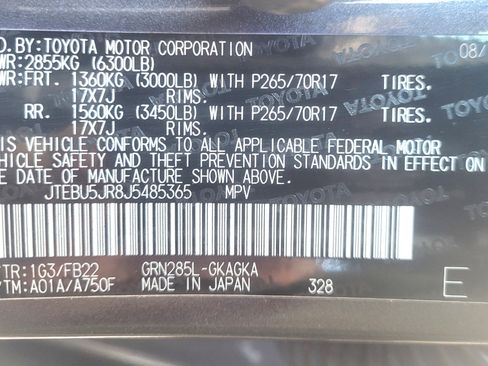 D.BY:TOYOTA MOTOR CORPORATION 08/
WR:2855KG (6300LB)
WR:FRT. 1360KG (3000LB) WITH P265/70R17 TIRES.
17X7J RIMS.
RR. 1560KG (3450LB) WITH P265/70R17 TIRES.
17X7J RIMS.
IS VEHICLE CONFORMS TO ALL APPLICABLE FEDERAL MOTOR
VEHICLE SAFETY AND THEFT PREVENTION STANDARDS IN EFFECT ON
E DATE OF MANUFACTURE SHOWN ABOVE.
JTEBU5JR8J5485365 MPV
TR:1G3/FB22 GRN285L-GKAGKA
/TM:A01A/A750F MADE IN JAPAN 328 E